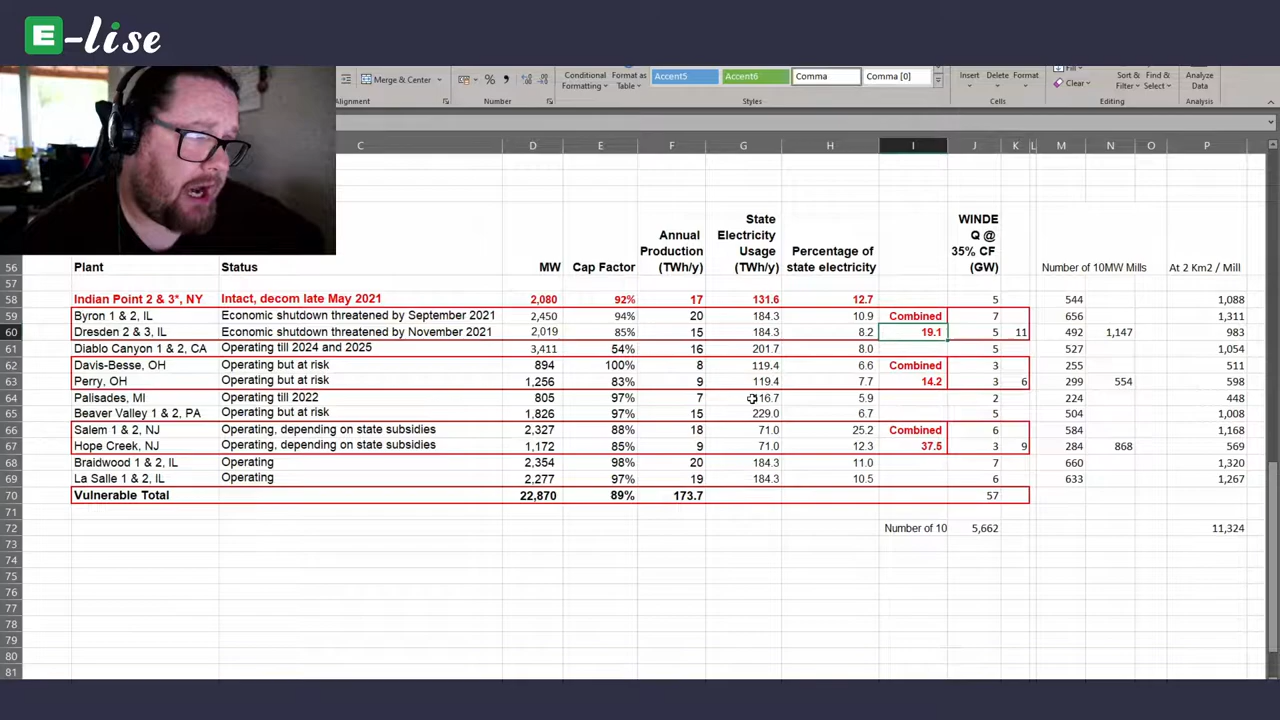 E-lise
Merge & Center
Conditional Formatting
Format as Table
Accent5
Accent6
Comma
Comma [0]
Insert
Delete
Format
Fill
Clear
Sort & Filter
Find & Select
Analyze Data
Alignment
Number
Styles
Cells
Editing
Analysis
C D E F G H I J K L M N O P
56 Plant Status MW Cap Factor Annual Production (TWh/y) State Electricity Usage (TWh/y) Percentage of state electricity WINDE Q @ 35% CF (GW) Number of 10MW Mills At 2 Km2 / Mill
57
58 Indian Point 2 & 3*, NY Intact, decom late May 2021 2,080 92% 17 131.6 12.7 5 544 1,088
59 Byron 1 & 2, IL Economic shutdown threatened by September 2021 2,450 94% 20 184.3 10.9 Combined 7 656 1,311
60 Dresden 2 & 3, IL Economic shutdown threatened by November 2021 2,019 85% 15 184.3 8.2 19.1 5 11 492 1,147 983
61 Diablo Canyon 1 & 2, CA Operating till 2024 and 2025 3,411 54% 16 201.7 8.0 5 527 1,054
62 Davis-Besse, OH Operating but at risk 894 100% 8 119.4 6.6 Combined 3 255 511
63 Perry, OH Operating but at risk 1,256 83% 9 119.4 7.7 14.2 3 6 299 554 598
64 Palisades, MI Operating till 2022 805 97% 7 16.7 5.9 2 224 448
65 Beaver Valley 1 & 2, PA Operating but at risk 1,826 97% 15 229.0 6.7 5 504 1,008
66 Salem 1 & 2, NJ Operating, depending on state subsidies 2,327 88% 18 71.0 25.2 Combined 6 584 1,168
67 Hope Creek, NJ Operating, depending on state subsidies 1,172 85% 9 71.0 12.3 37.5 3 9 284 868 569
68 Braidwood 1 & 2, IL Operating 2,354 98% 20 184.3 11.0 7 660 1,320
69 La Salle 1 & 2, IL Operating 2,277 97% 19 184.3 10.5 6 633 1,267
70 Vulnerable Total 22,870 89% 173.7 57
71
72 Number of 10 5,662 11,324
73
74
75
76
77
78
79
80
81